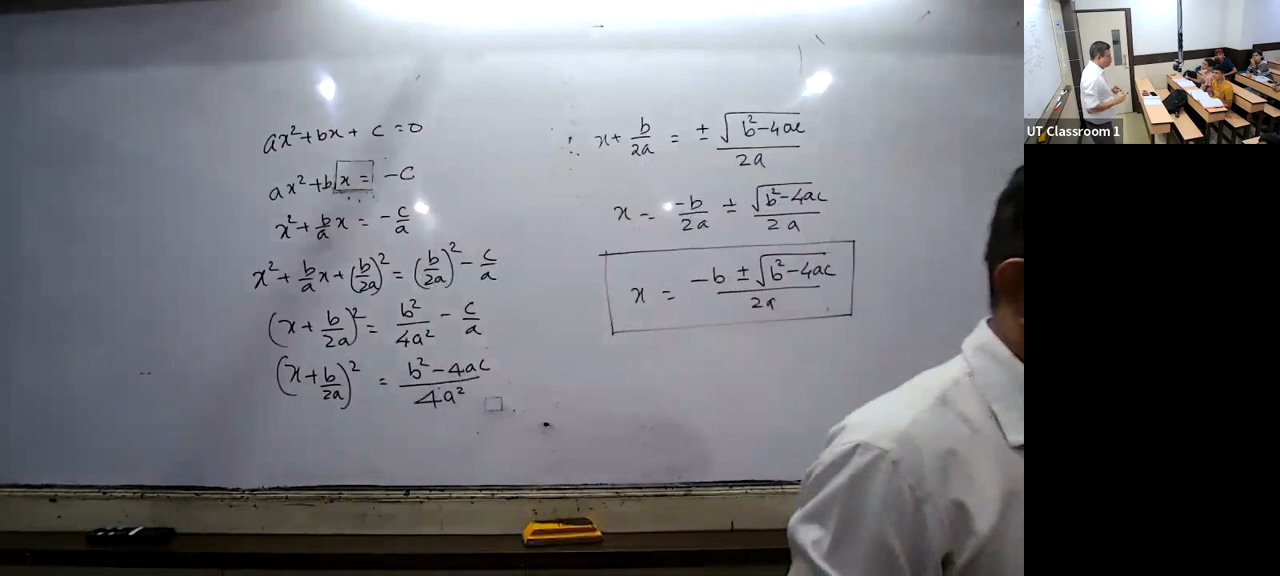 ax² + bx + c = 0
ax² + bx = -c
x² + b/a x = -c/a
x² + b/a x + (b/2a)² = (b/2a)² - c/a
(x + b/2a)² = b²/4a² - c/a
(x + b/2a)² = b² - 4ac / 4a²
∴ x + b/2a = ± √(b² - 4ac) / 2a
x = -b/2a ± √(b² - 4ac) / 2a
x = -b ± √(b² - 4ac) / 2a
UT Classroom 1